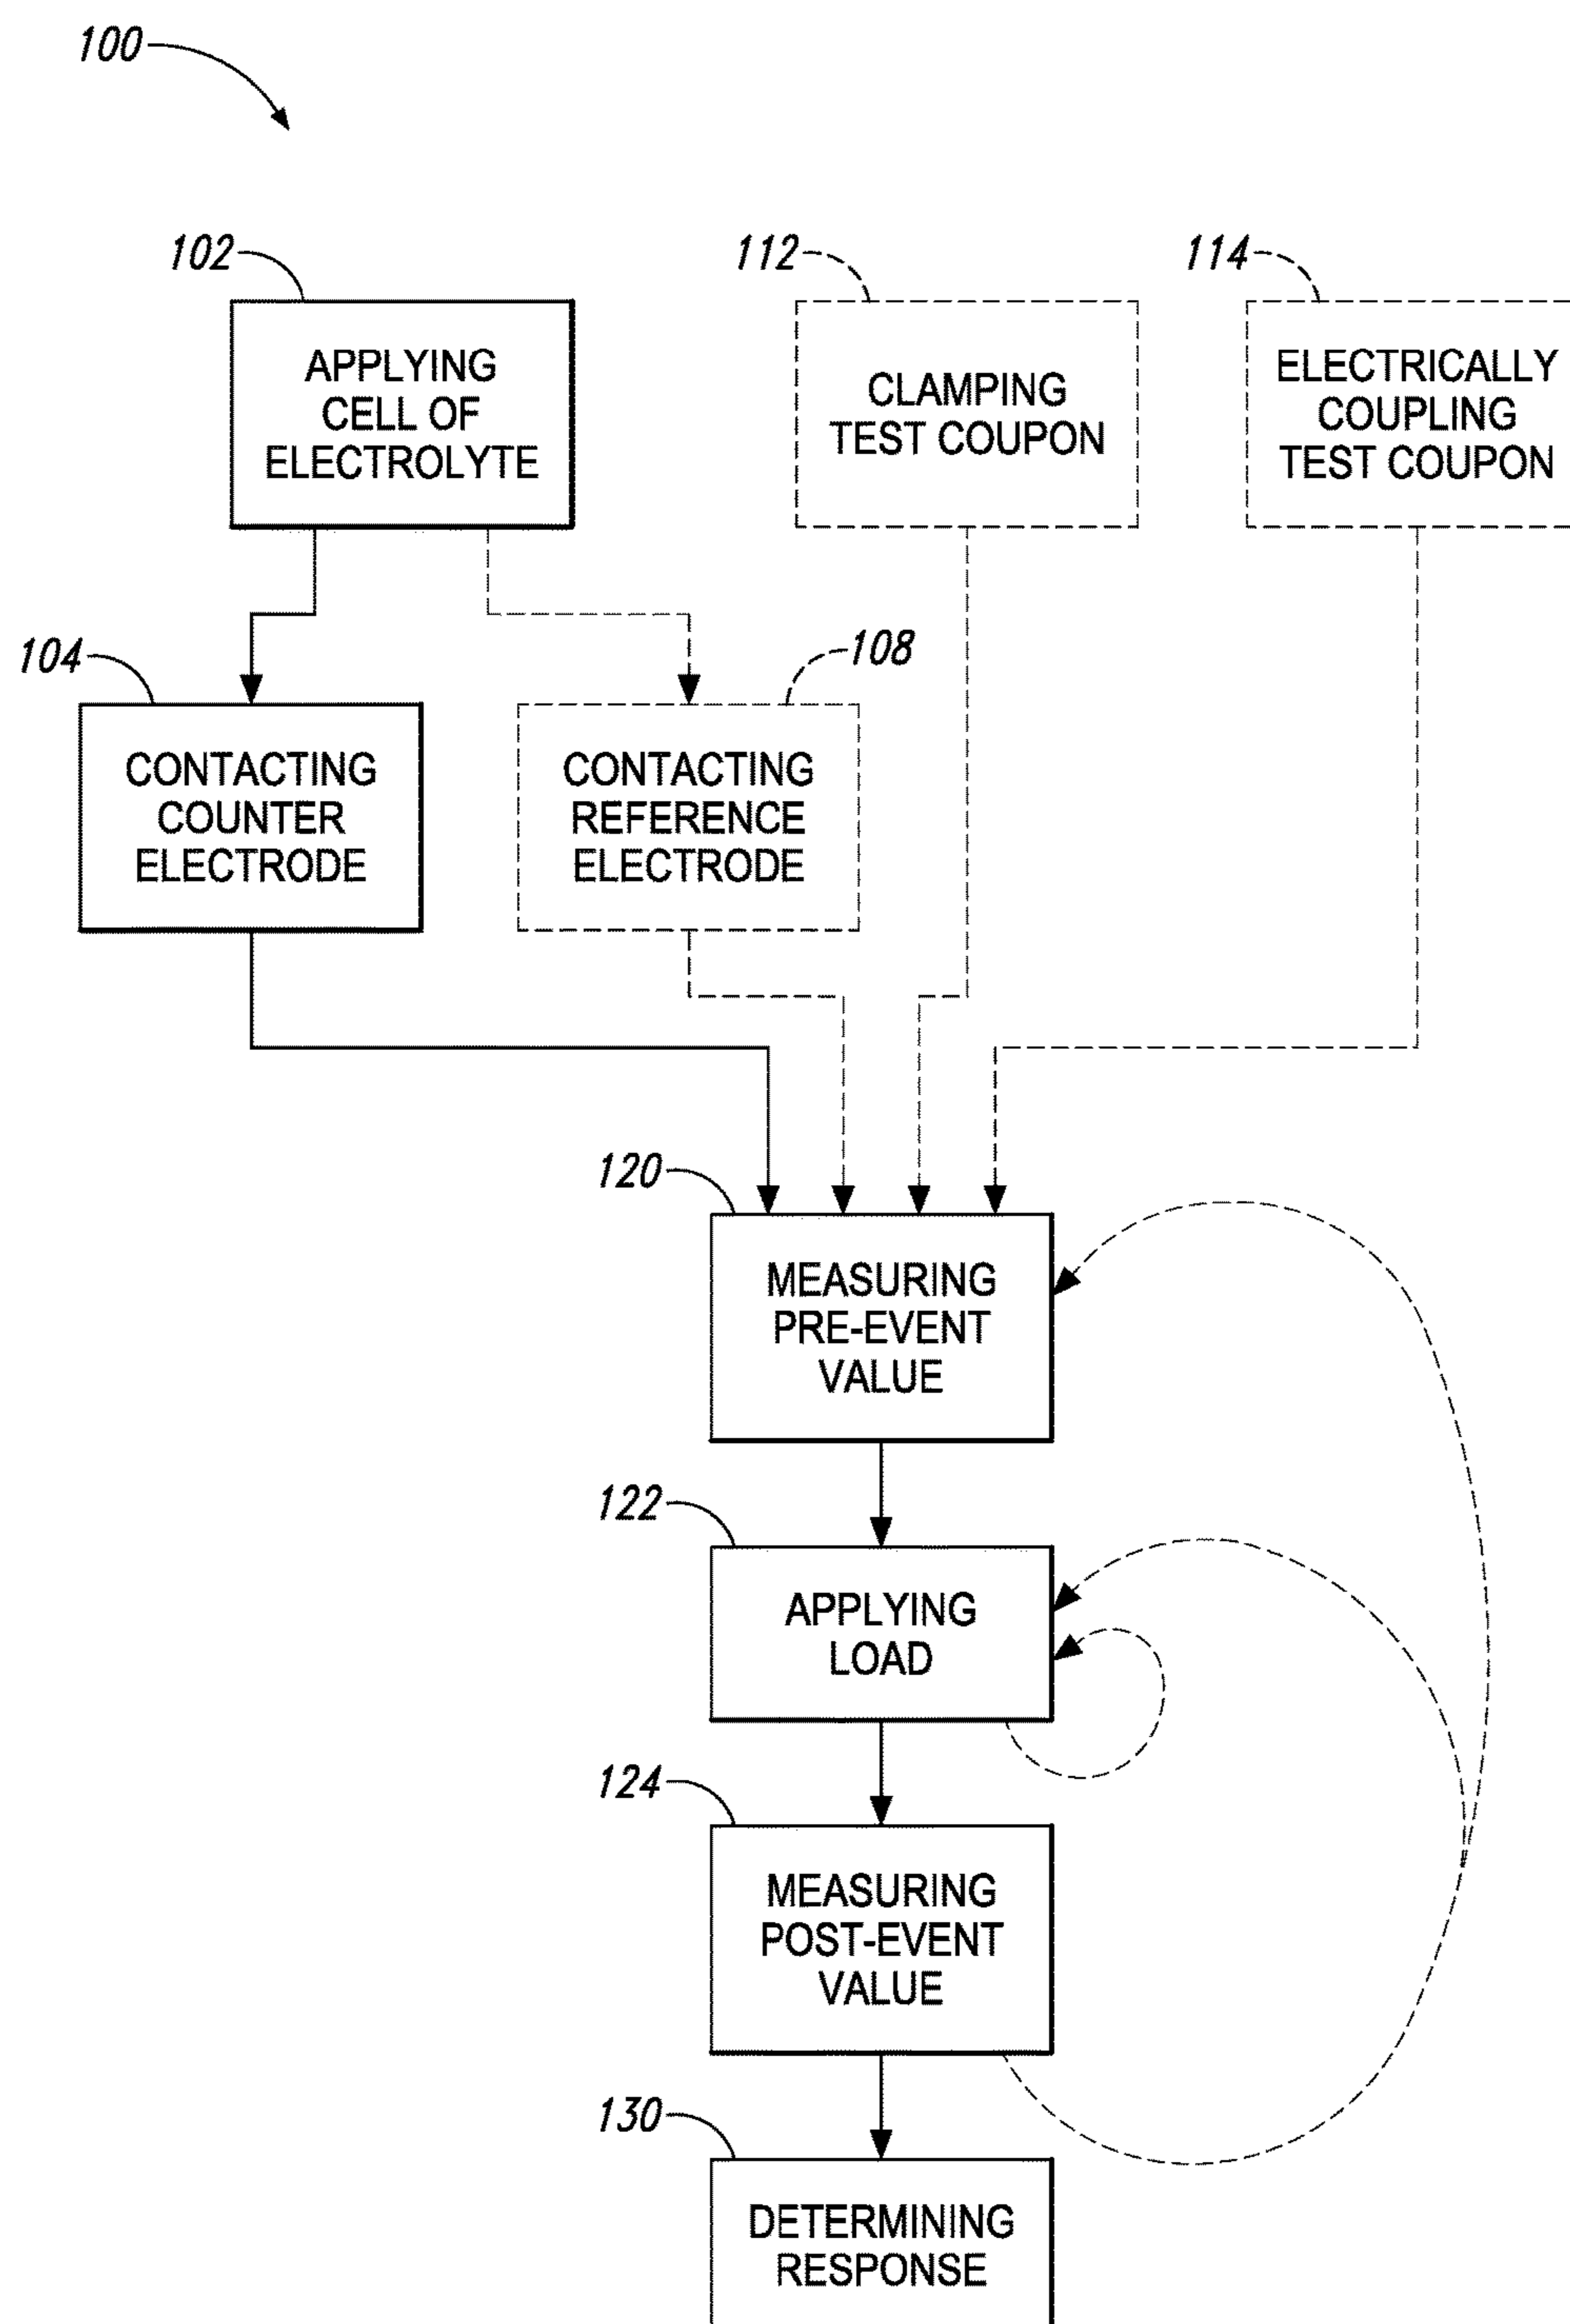 100
102
APPLYING
CELL OF
ELECTROLYTE
112
CLAMPING
TEST COUPON
114
ELECTRICALLY
COUPLING
TEST COUPON
104
CONTACTING
COUNTER
ELECTRODE
108
CONTACTING
REFERENCE
ELECTRODE
120
MEASURING
PRE-EVENT
VALUE
122
APPLYING
LOAD
124
MEASURING
POST-EVENT
VALUE
130
DETERMINING
RESPONSE